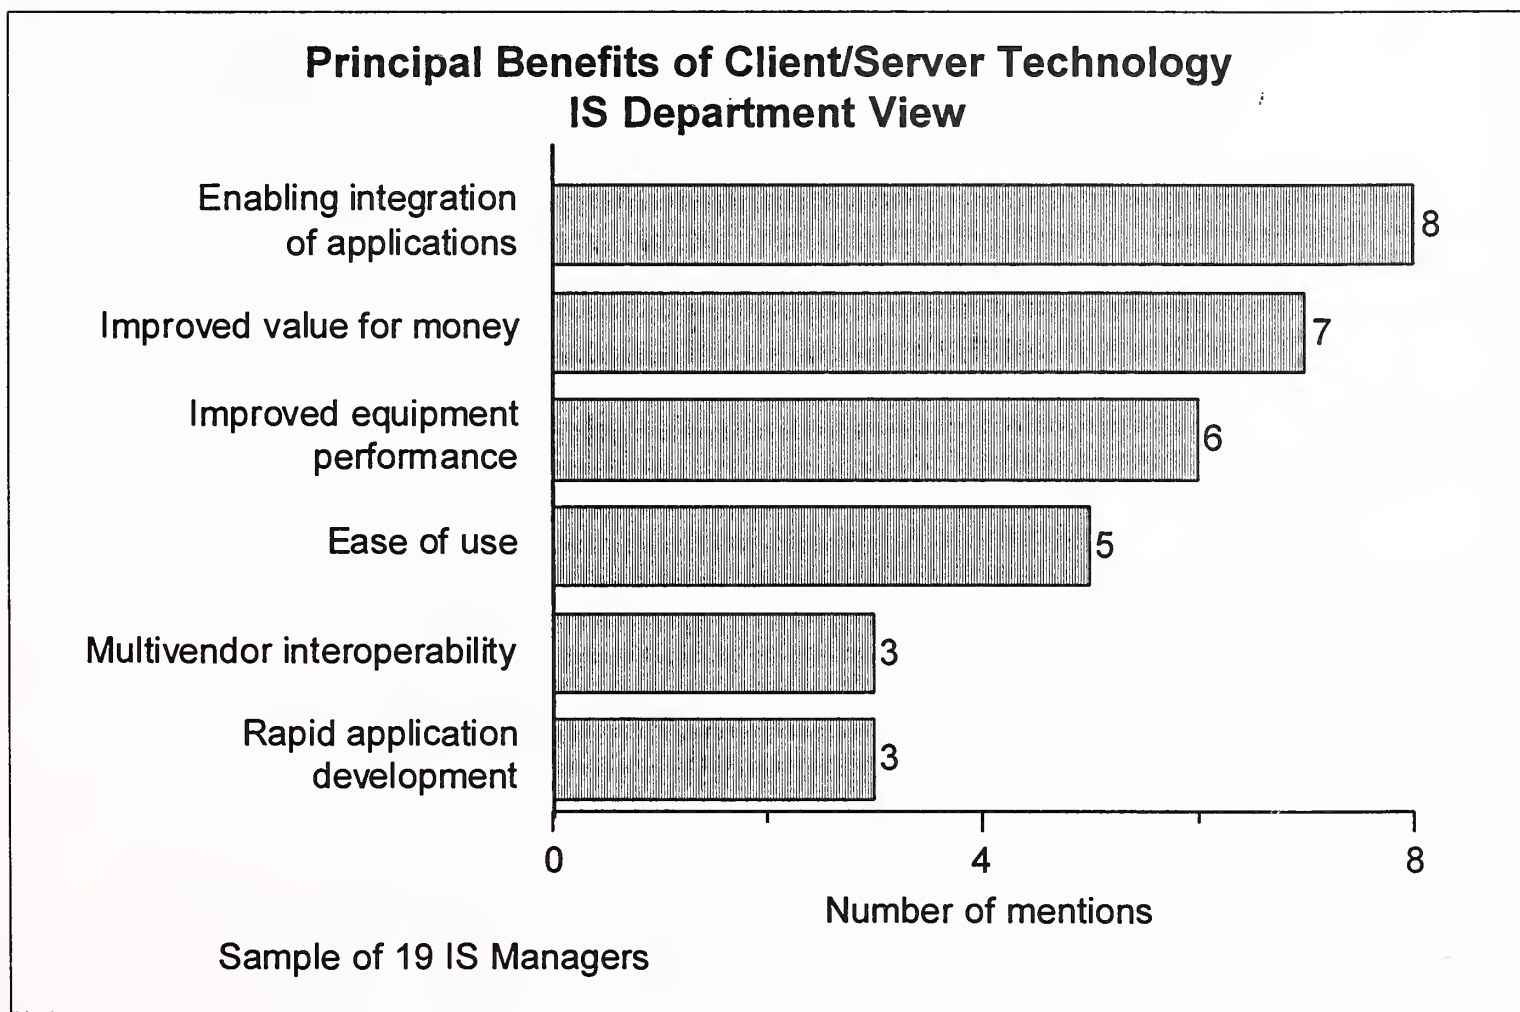 Principal Benefits of Client/Server Technology
IS Department View
Enabling integration
of applications
8
Improved value for money
7
Improved equipment
performance
6
Ease of use
5
Multivendor interoperability
3
Rapid application
development
3
0
4
8
Number of mentions
Sample of 19 IS Managers